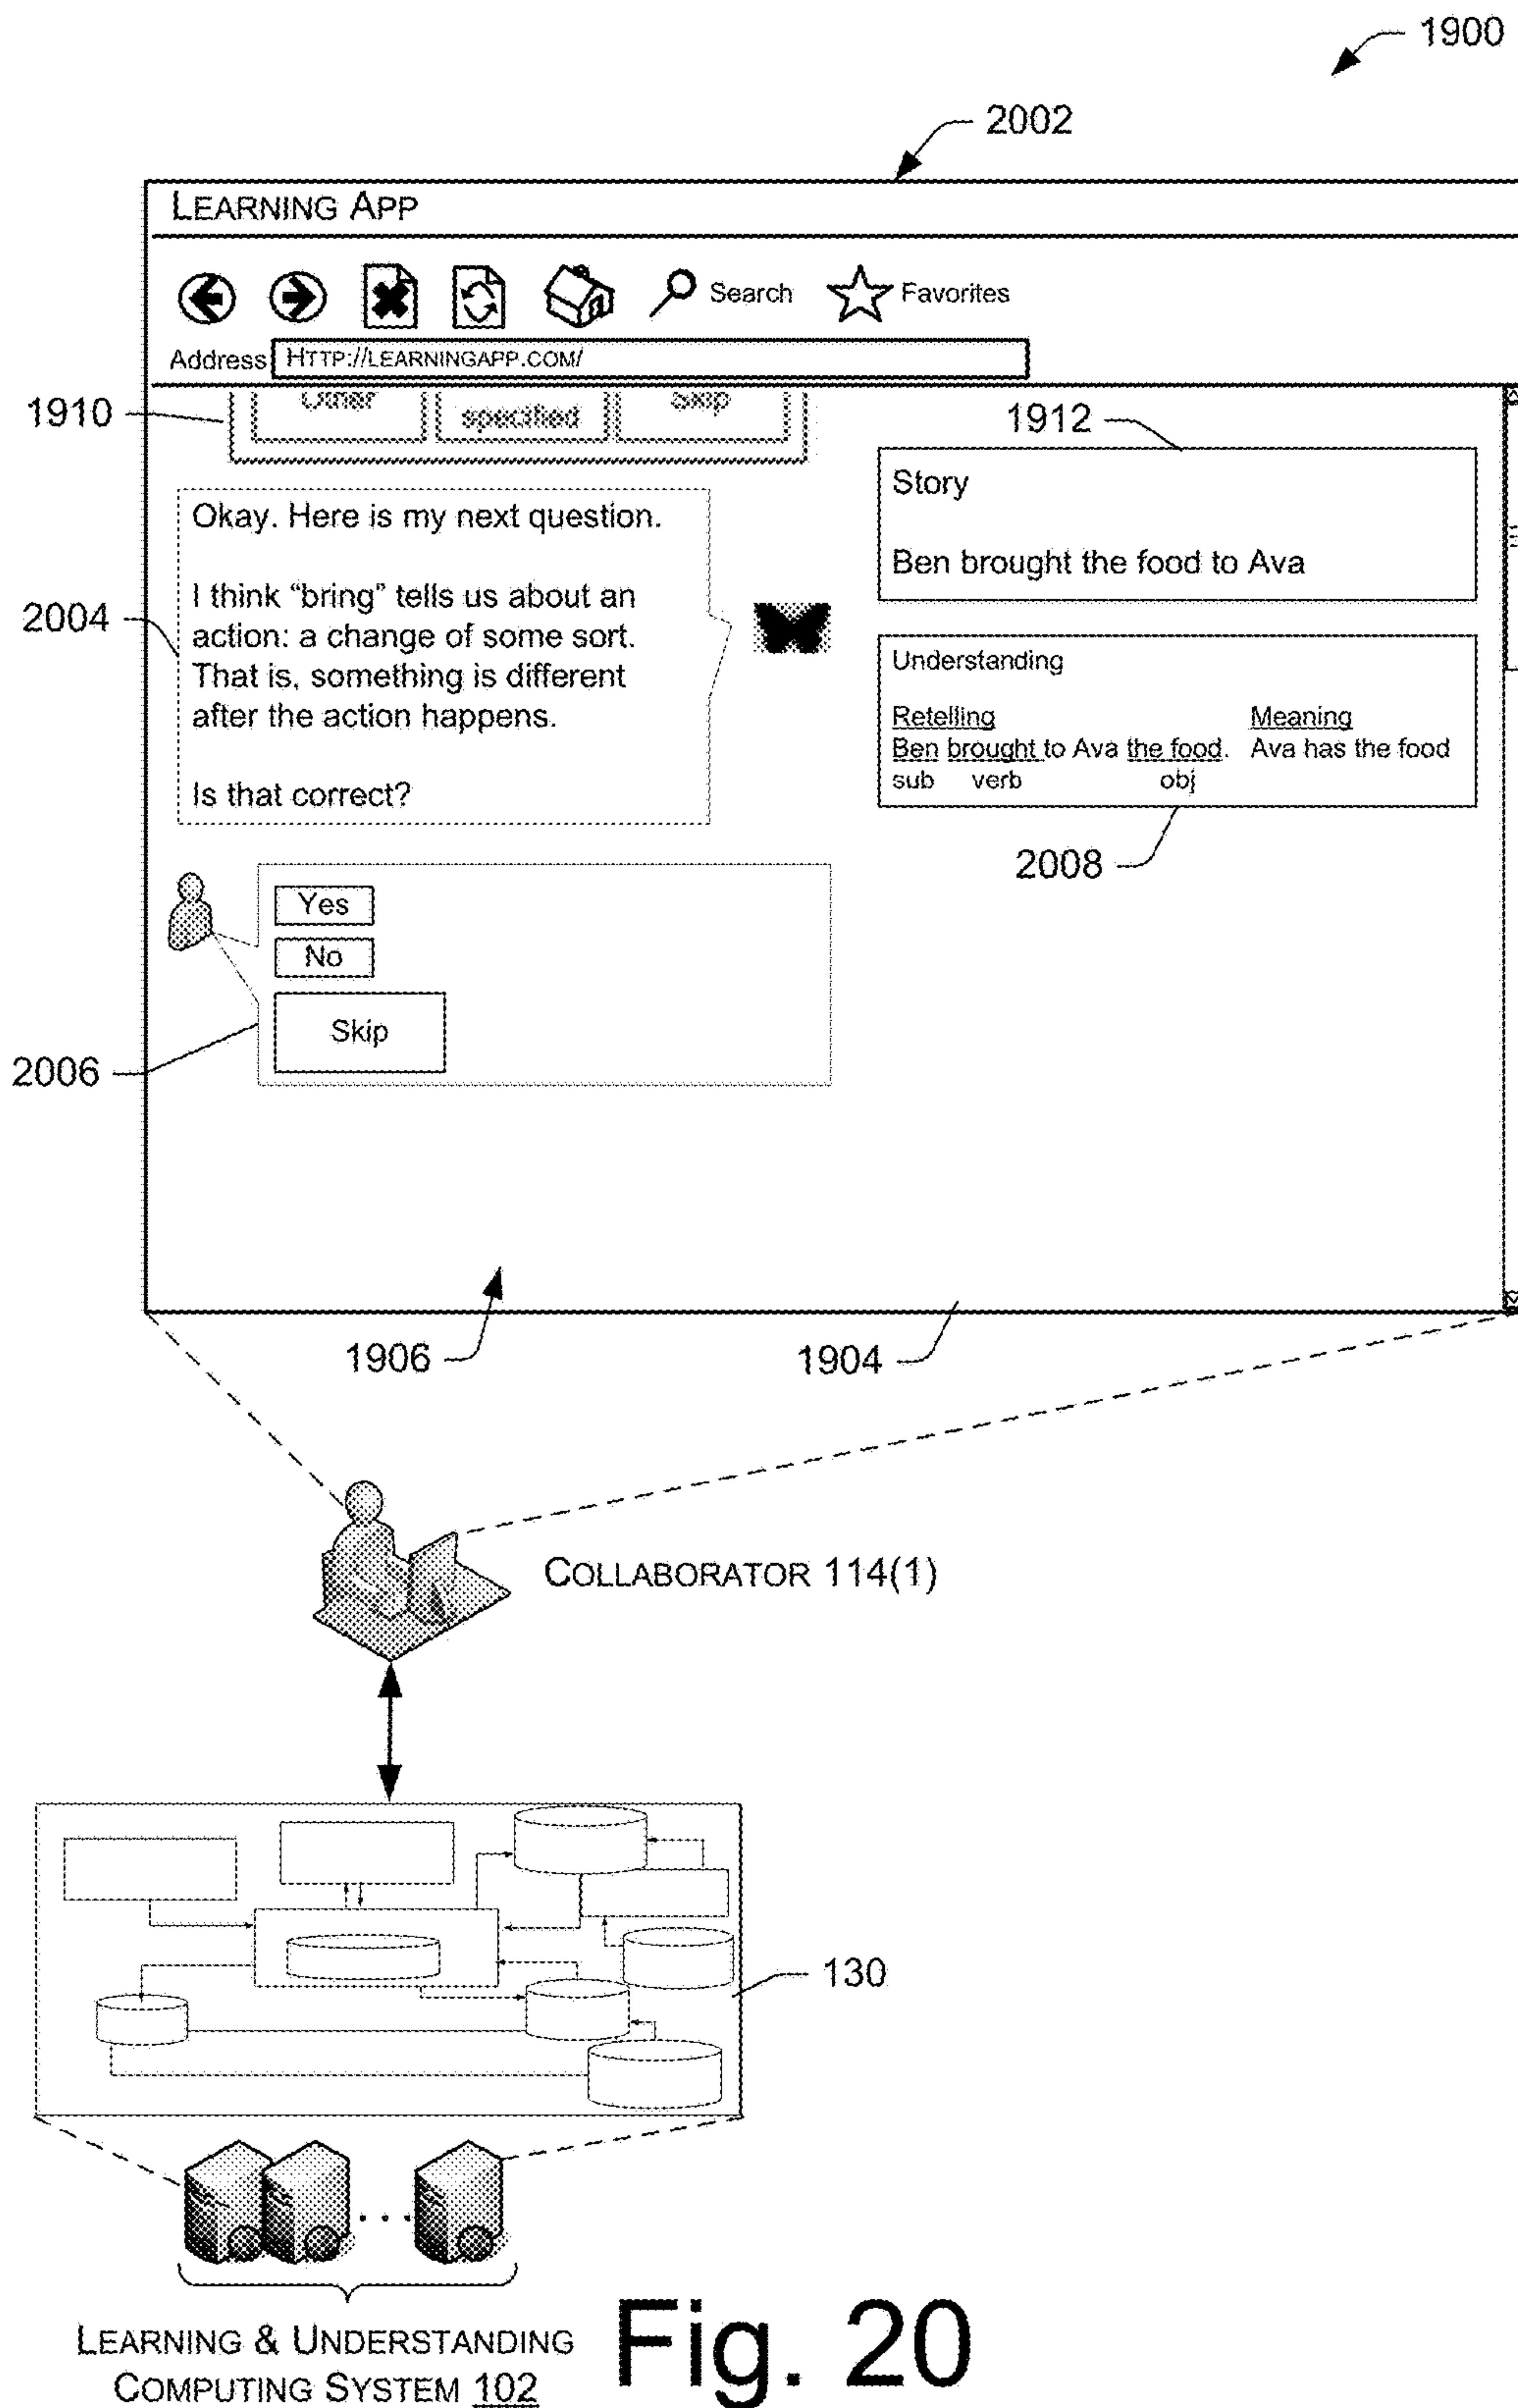 1900
2002
LEARNING APP
Search
Favorites
Address
HTTP://LEARNINGAPP.COM/
1910
Other
specified
Skip
1912
Story
Ben brought the food to Ava
2004
Okay. Here is my next question.
I think “bring” tells us about an
action: a change of some sort.
That is, something is different
after the action happens.
Is that correct?
Understanding
Retelling Meaning
Ben brought to Ava the food. Ava has the food
sub verb obj
2008
Yes
No
Skip
2006
1906
1904
COLLABORATOR 114(1)
130
LEARNING & UNDERSTANDING
COMPUTING SYSTEM 102
Fig. 20